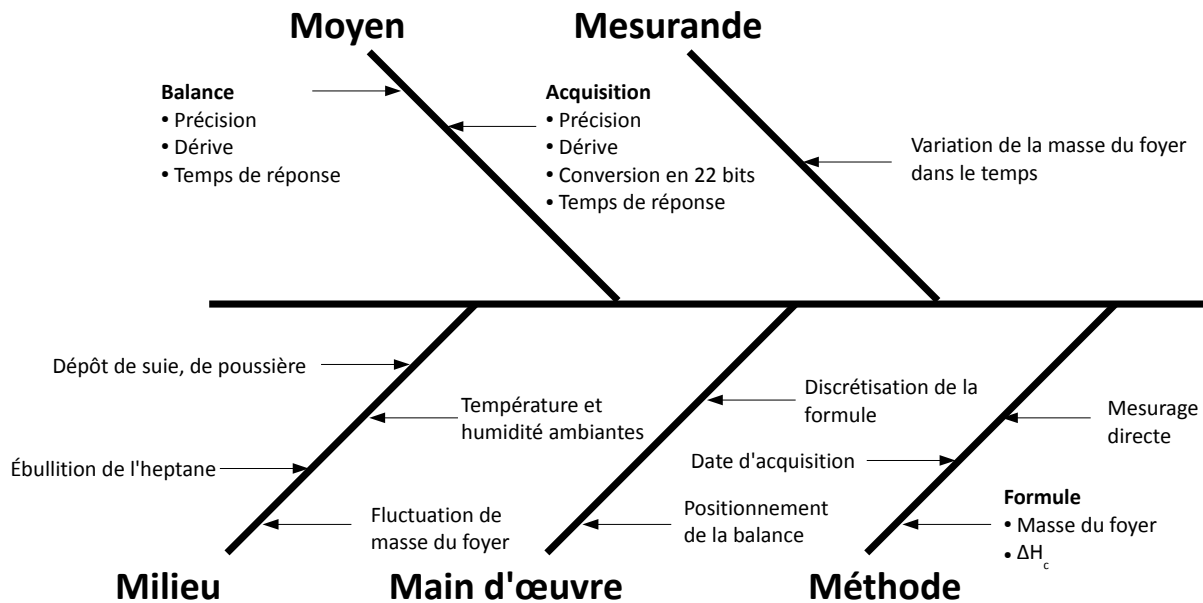 Moyen
Mesurande
Balance
• Précision
• Dérive
• Temps de réponse
Acquisition
• Précision
• Dérive
• Conversion en 22 bits
• Temps de réponse
Variation de la masse du foyer
dans le temps
Dépôt de suie, de poussière
Température et
humidité ambiantes
Ébullition de l'heptane
Fluctuation de
masse du foyer
Discrétisation de la
formule
Positionnement
de la balance
Mesurage
directe
Date d'acquisition
Formule
• Masse du foyer
• ΔHc
Milieu
Main d'œuvre
Méthode